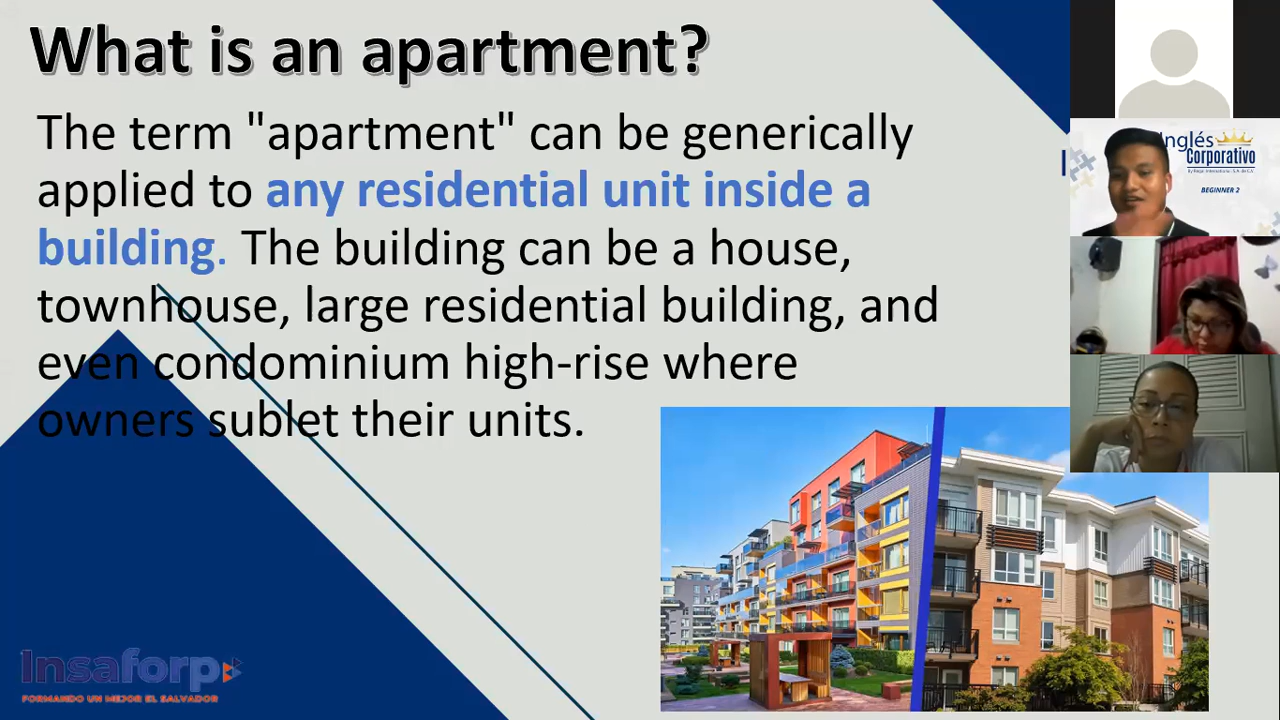 What is an apartment?
The term "apartment" can be generically
applied to any residential unit inside a
building. The building can be a house,
townhouse, large residential building, and
even condominium high-rise where
owners sublet their units.
Inglés
Corporativo
BEGINNER 2
Insaforp
FORMANDO UN MEJOR EL SALVADOR